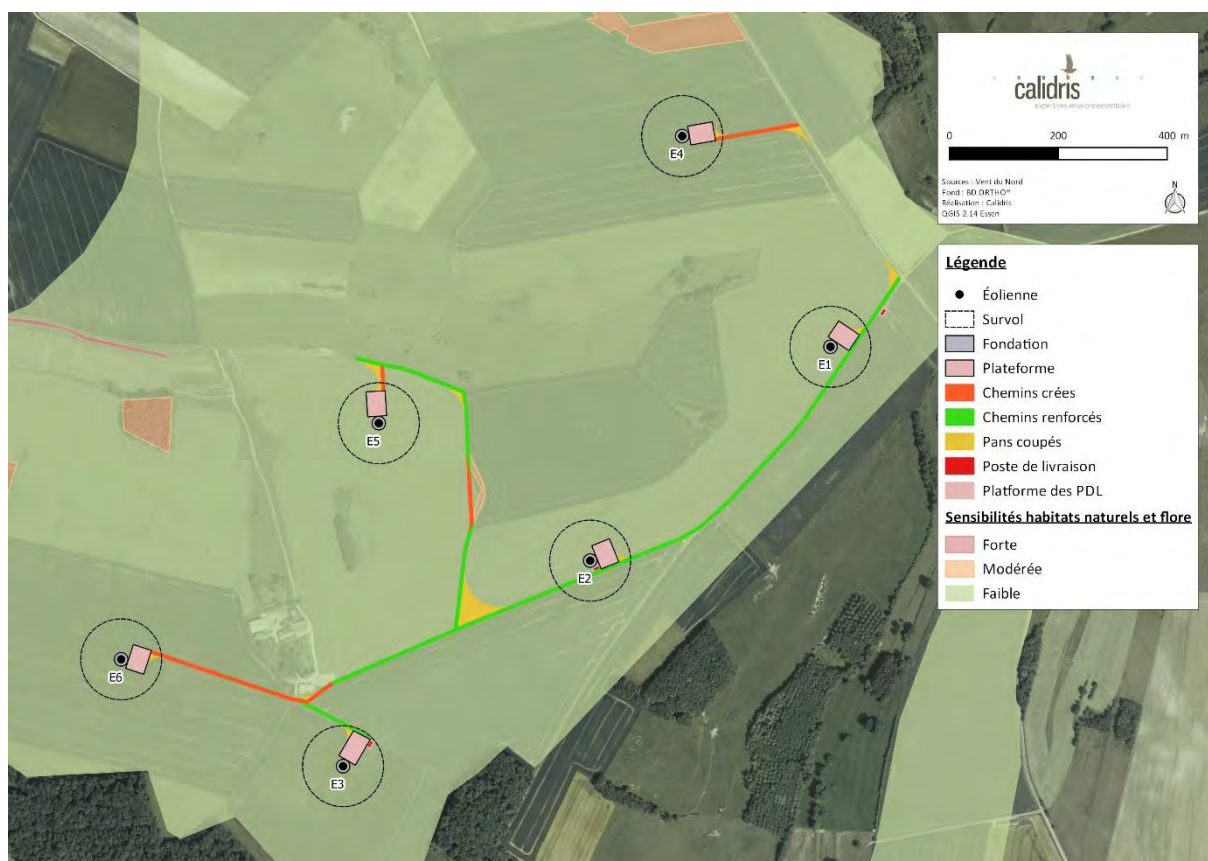 calidris
expertises environnementales
0 200 400 m
Sources : Vent du Nord
Fond : BD ORTHO®
Réalisation : Calidris
QGIS 2.14 Essen
N
Légende
Éolienne
Survol
Fondation
Plateforme
Chemins crées
Chemins renforcés
Pans coupés
Poste de livraison
Platforme des PDL
Sensibilités habitats naturels et flore
Forte
Modérée
Faible
E4
E1
E5
E2
E6
E3